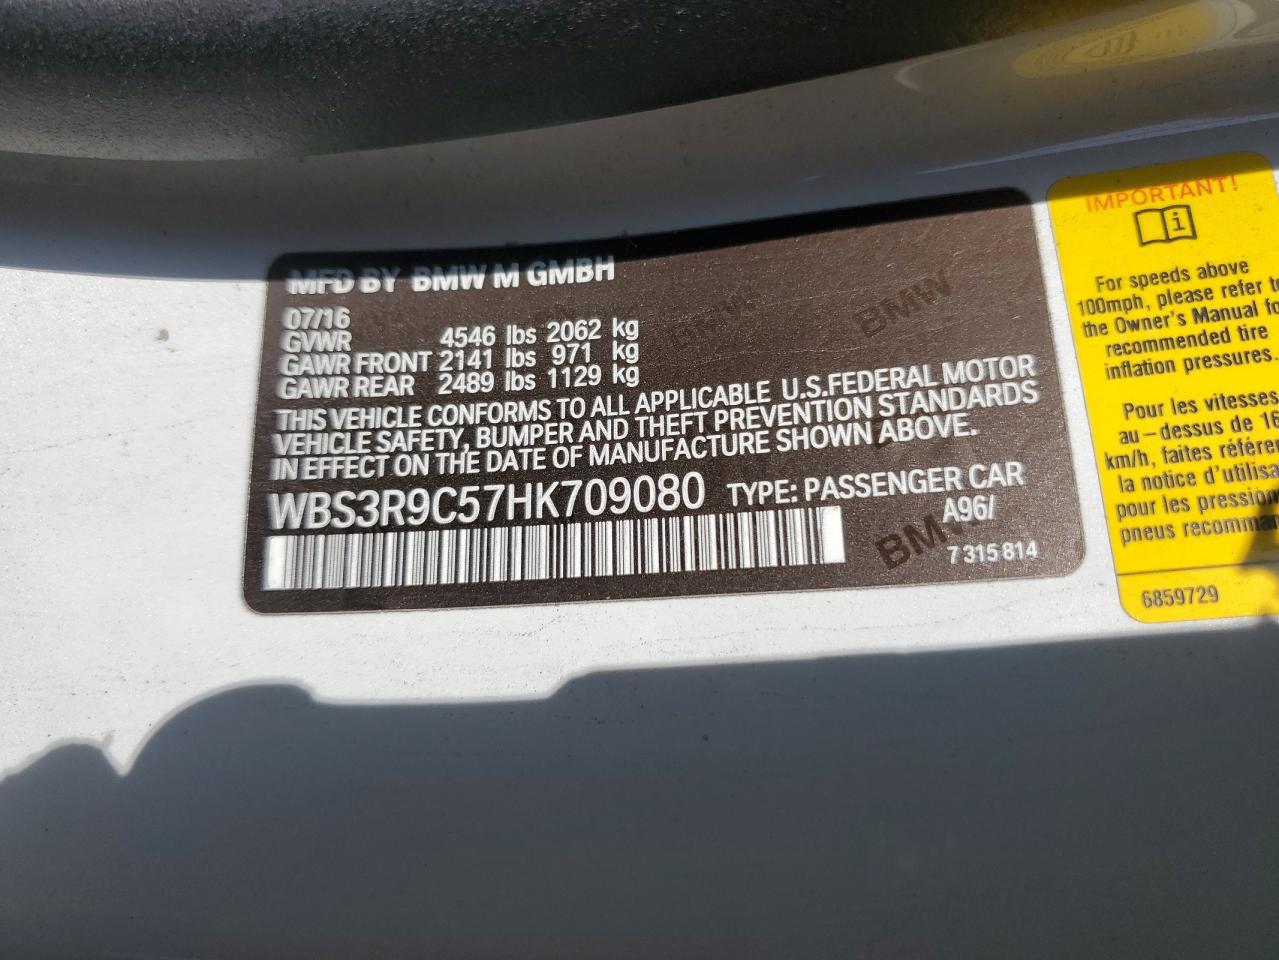 MFD BY BMW M GMBH
07/16
GVWR 4546 lbs 2062 kg
GAWR FRONT 2141 lbs 971 kg
GAWR REAR 2489 lbs 1129 kg
THIS VEHICLE CONFORMS TO ALL APPLICABLE U.S.FEDERAL MOTOR
VEHICLE SAFETY, BUMPER AND THEFT PREVENTION STANDARDS
IN EFFECT ON THE DATE OF MANUFACTURE SHOWN ABOVE.
WBS3R9C57HK709080 TYPE: PASSENGER CAR
A96/
7 315 814
BMW
BMW
IMPORTANT!
i
For speeds above
100mph, please refer to
the Owner's Manual fo
recommended tire
inflation pressures.
Pour les vitesses
au-dessus de 16
km/h, faites référen
la notice d'utilisa
pour les pression
pneus recomman
6859729